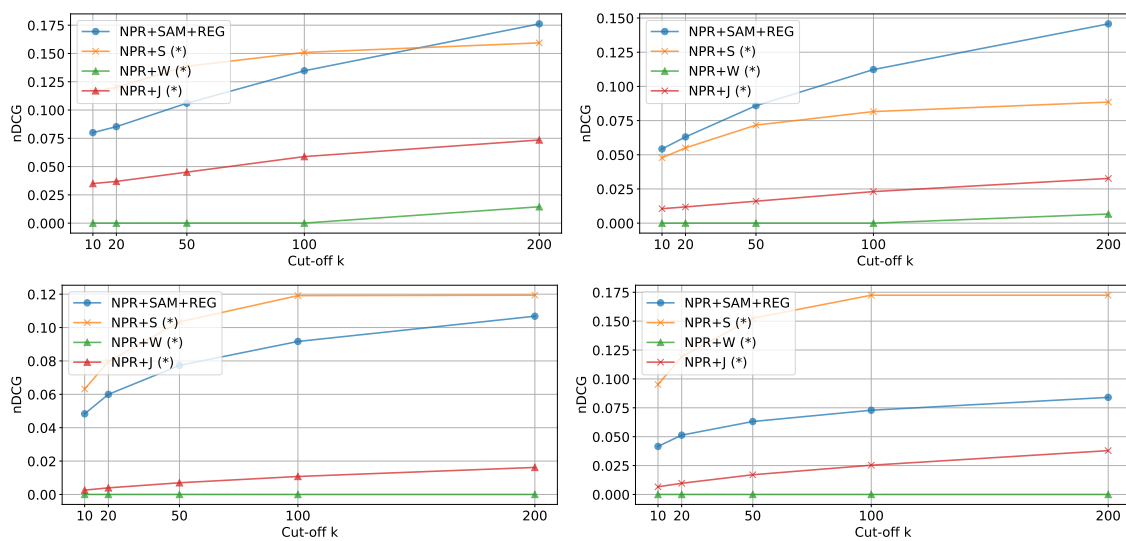 0.175
0.150
0.125
0.100
0.075
0.050
0.025
0.000
nDCG
NPR+SAM+REG
NPR+S (*)
NPR+W (*)
NPR+J (*)
10 20 50 100 200
Cut-off k
0.150
0.125
0.100
0.075
0.050
0.025
0.000
nDCG
NPR+SAM+REG
NPR+S (*)
NPR+W (*)
NPR+J (*)
10 20 50 100 200
Cut-off k
0.12
0.10
0.08
0.06
0.04
0.02
0.00
nDCG
NPR+SAM+REG
NPR+S (*)
NPR+W (*)
NPR+J (*)
10 20 50 100 200
Cut-off k
0.175
0.150
0.125
0.100
0.075
0.050
0.025
0.000
nDCG
NPR+SAM+REG
NPR+S (*)
NPR+W (*)
NPR+J (*)
10 20 50 100 200
Cut-off k